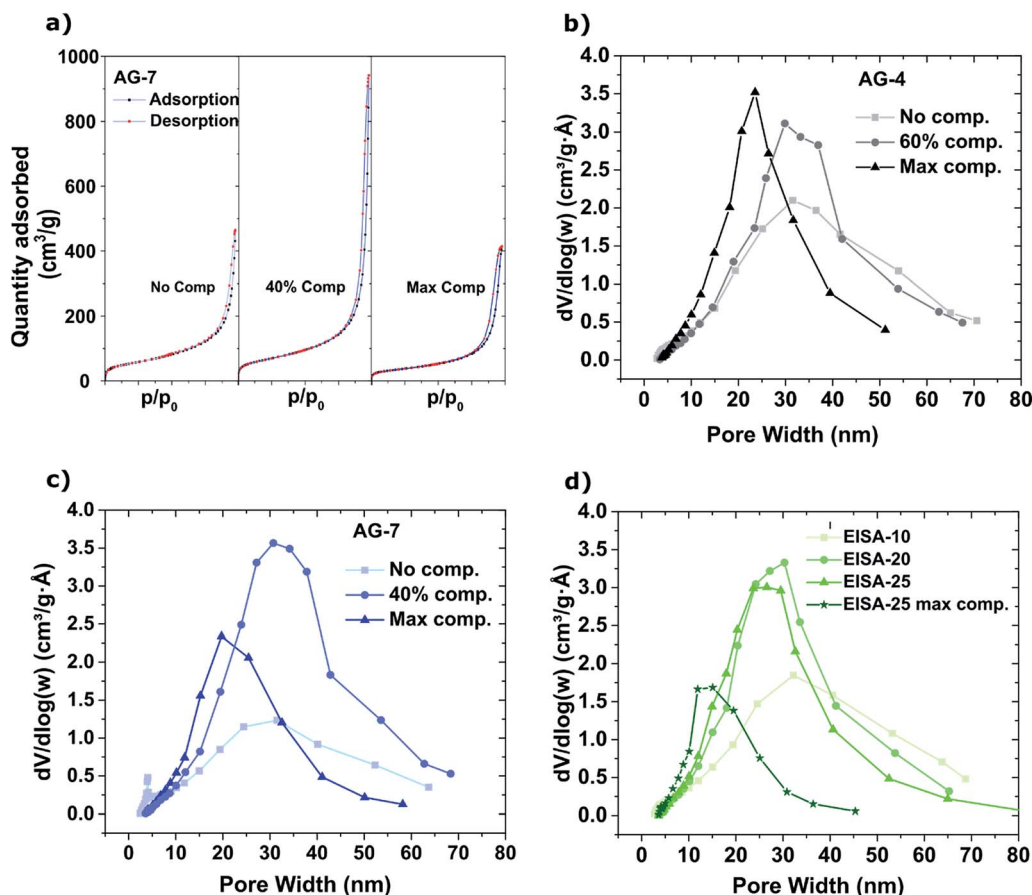 a)
1000
800
600
400
200
0
Quantity adsorbed
(cm³/g)
AG-7
Adsorption
Desorption
No Comp
40% Comp
Max Comp
p/p₀
p/p₀
p/p₀
b)
4.0
3.5
3.0
2.5
2.0
1.5
1.0
0.5
0.0
dV/dlog(w) (cm³/g·Å)
AG-4
No comp.
60% comp.
Max comp.
0 10 20 30 40 50 60 70 80
Pore Width (nm)
c)
4.0
3.5
3.0
2.5
2.0
1.5
1.0
0.5
0.0
dV/dlog(w) (cm³/g·Å)
AG-7
No comp.
40% comp.
Max comp.
0 10 20 30 40 50 60 70 80
Pore Width (nm)
d)
4.0
3.5
3.0
2.5
2.0
1.5
1.0
0.5
0.0
dV/dlog(w) (cm³/g·Å)
EISA-10
EISA-20
EISA-25
EISA-25 max comp.
0 10 20 30 40 50 60 70 80
Pore Width (nm)